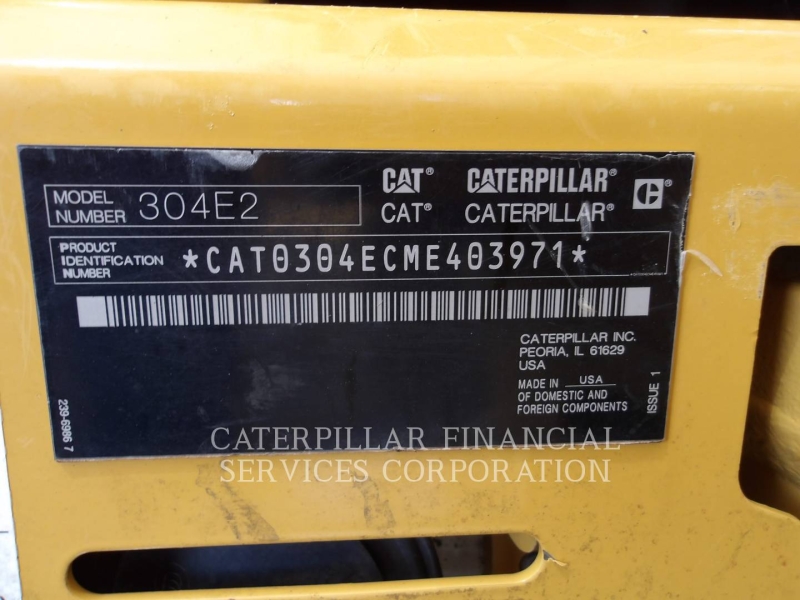 CAT® CATERPILLAR®
CAT® CATERPILLAR®
C®
MODEL NUMBER 304E2
PRODUCT IDENTIFICATION NUMBER *CAT0304ECME403971*
CATERPILLAR INC.
PEORIA, IL 61629
USA
MADE IN USA
OF DOMESTIC AND
FOREIGN COMPONENTS
ISSUE 1
239-6986 7
CATERPILLAR FINANCIAL
SERVICES CORPORATION